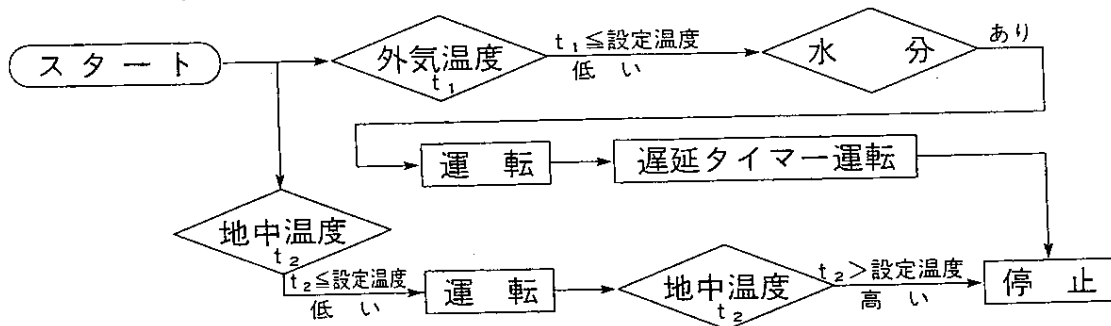 スタート
外気温度
t₁
t₁≦設定温度
低い
水分
あり
運転
遅延タイマー運転
地中温度
t₂
t₂≦設定温度
低い
運転
地中温度
t₂
t₂>設定温度
高い
停止